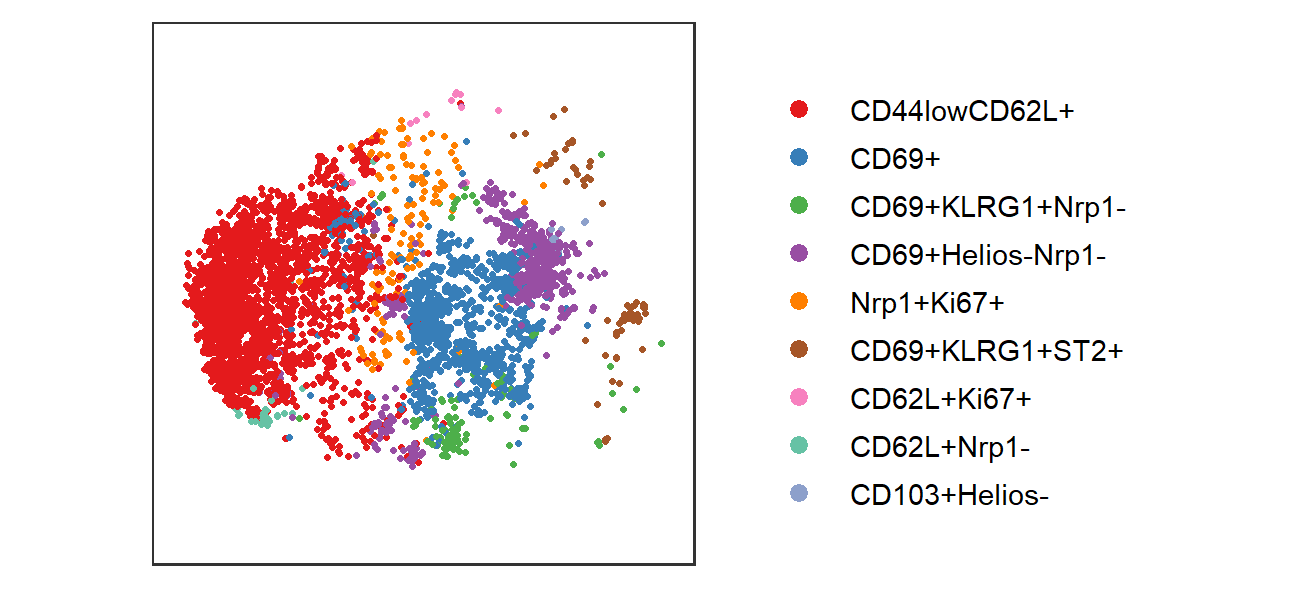 CD44lowCD62L+
CD69+
CD69+KLRG1+Nrp1-
CD69+Helios-Nrp1-
Nrp1+Ki67+
CD69+KLRG1+ST2+
CD62L+Ki67+
CD62L+Nrp1-
CD103+Helios-